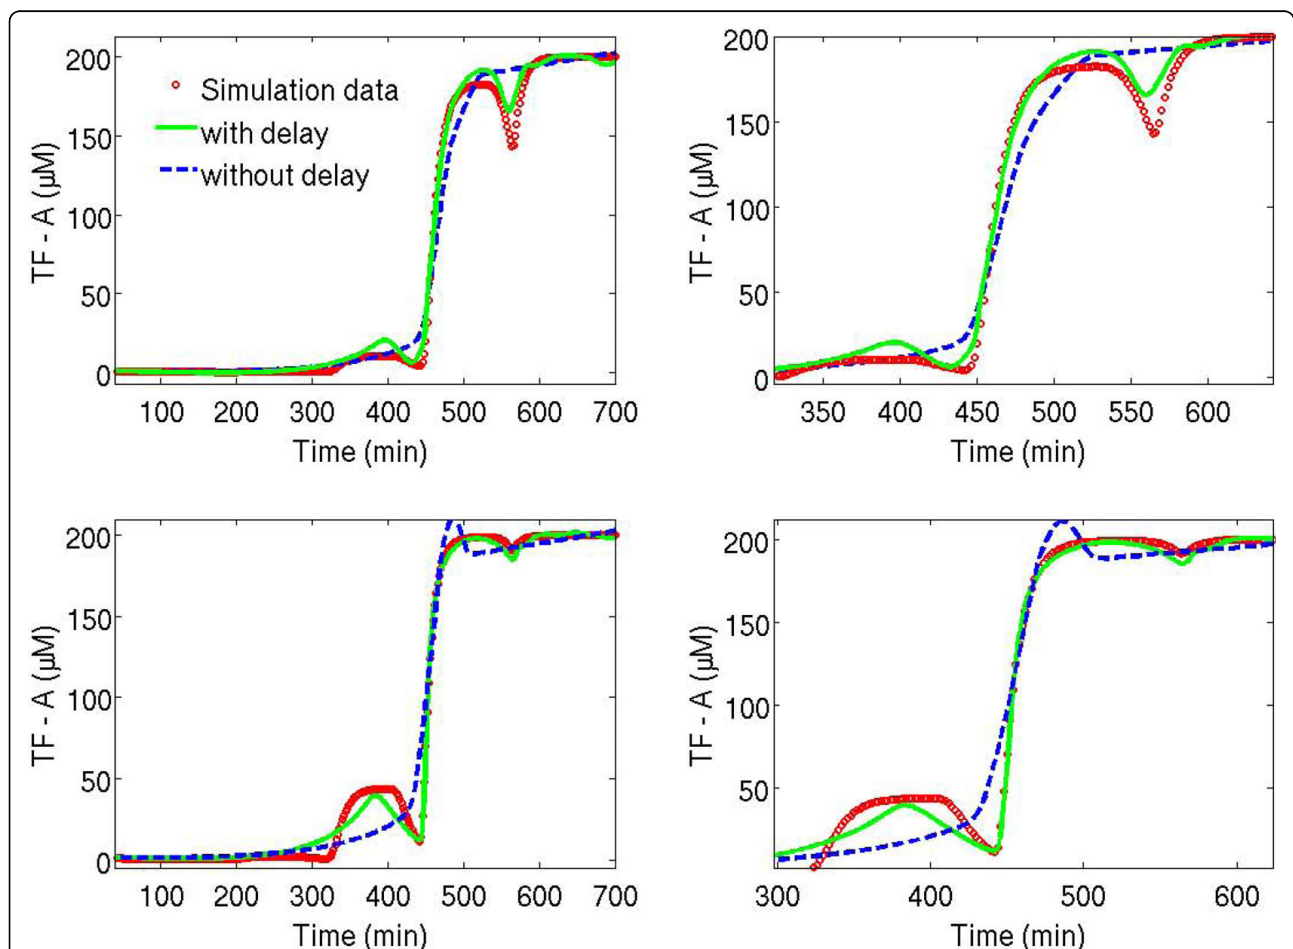 200
150
100
50
0
TF - A (μM)
Simulation data
with delay
without delay
100 200 300 400 500 600 700
Time (min)
200
150
100
50
0
TF - A (μM)
350 400 450 500 550 600
Time (min)
200
150
100
50
0
TF - A (μM)
100 200 300 400 500 600 700
Time (min)
200
150
100
50
TF - A (μM)
300 400 500 600
Time (min)